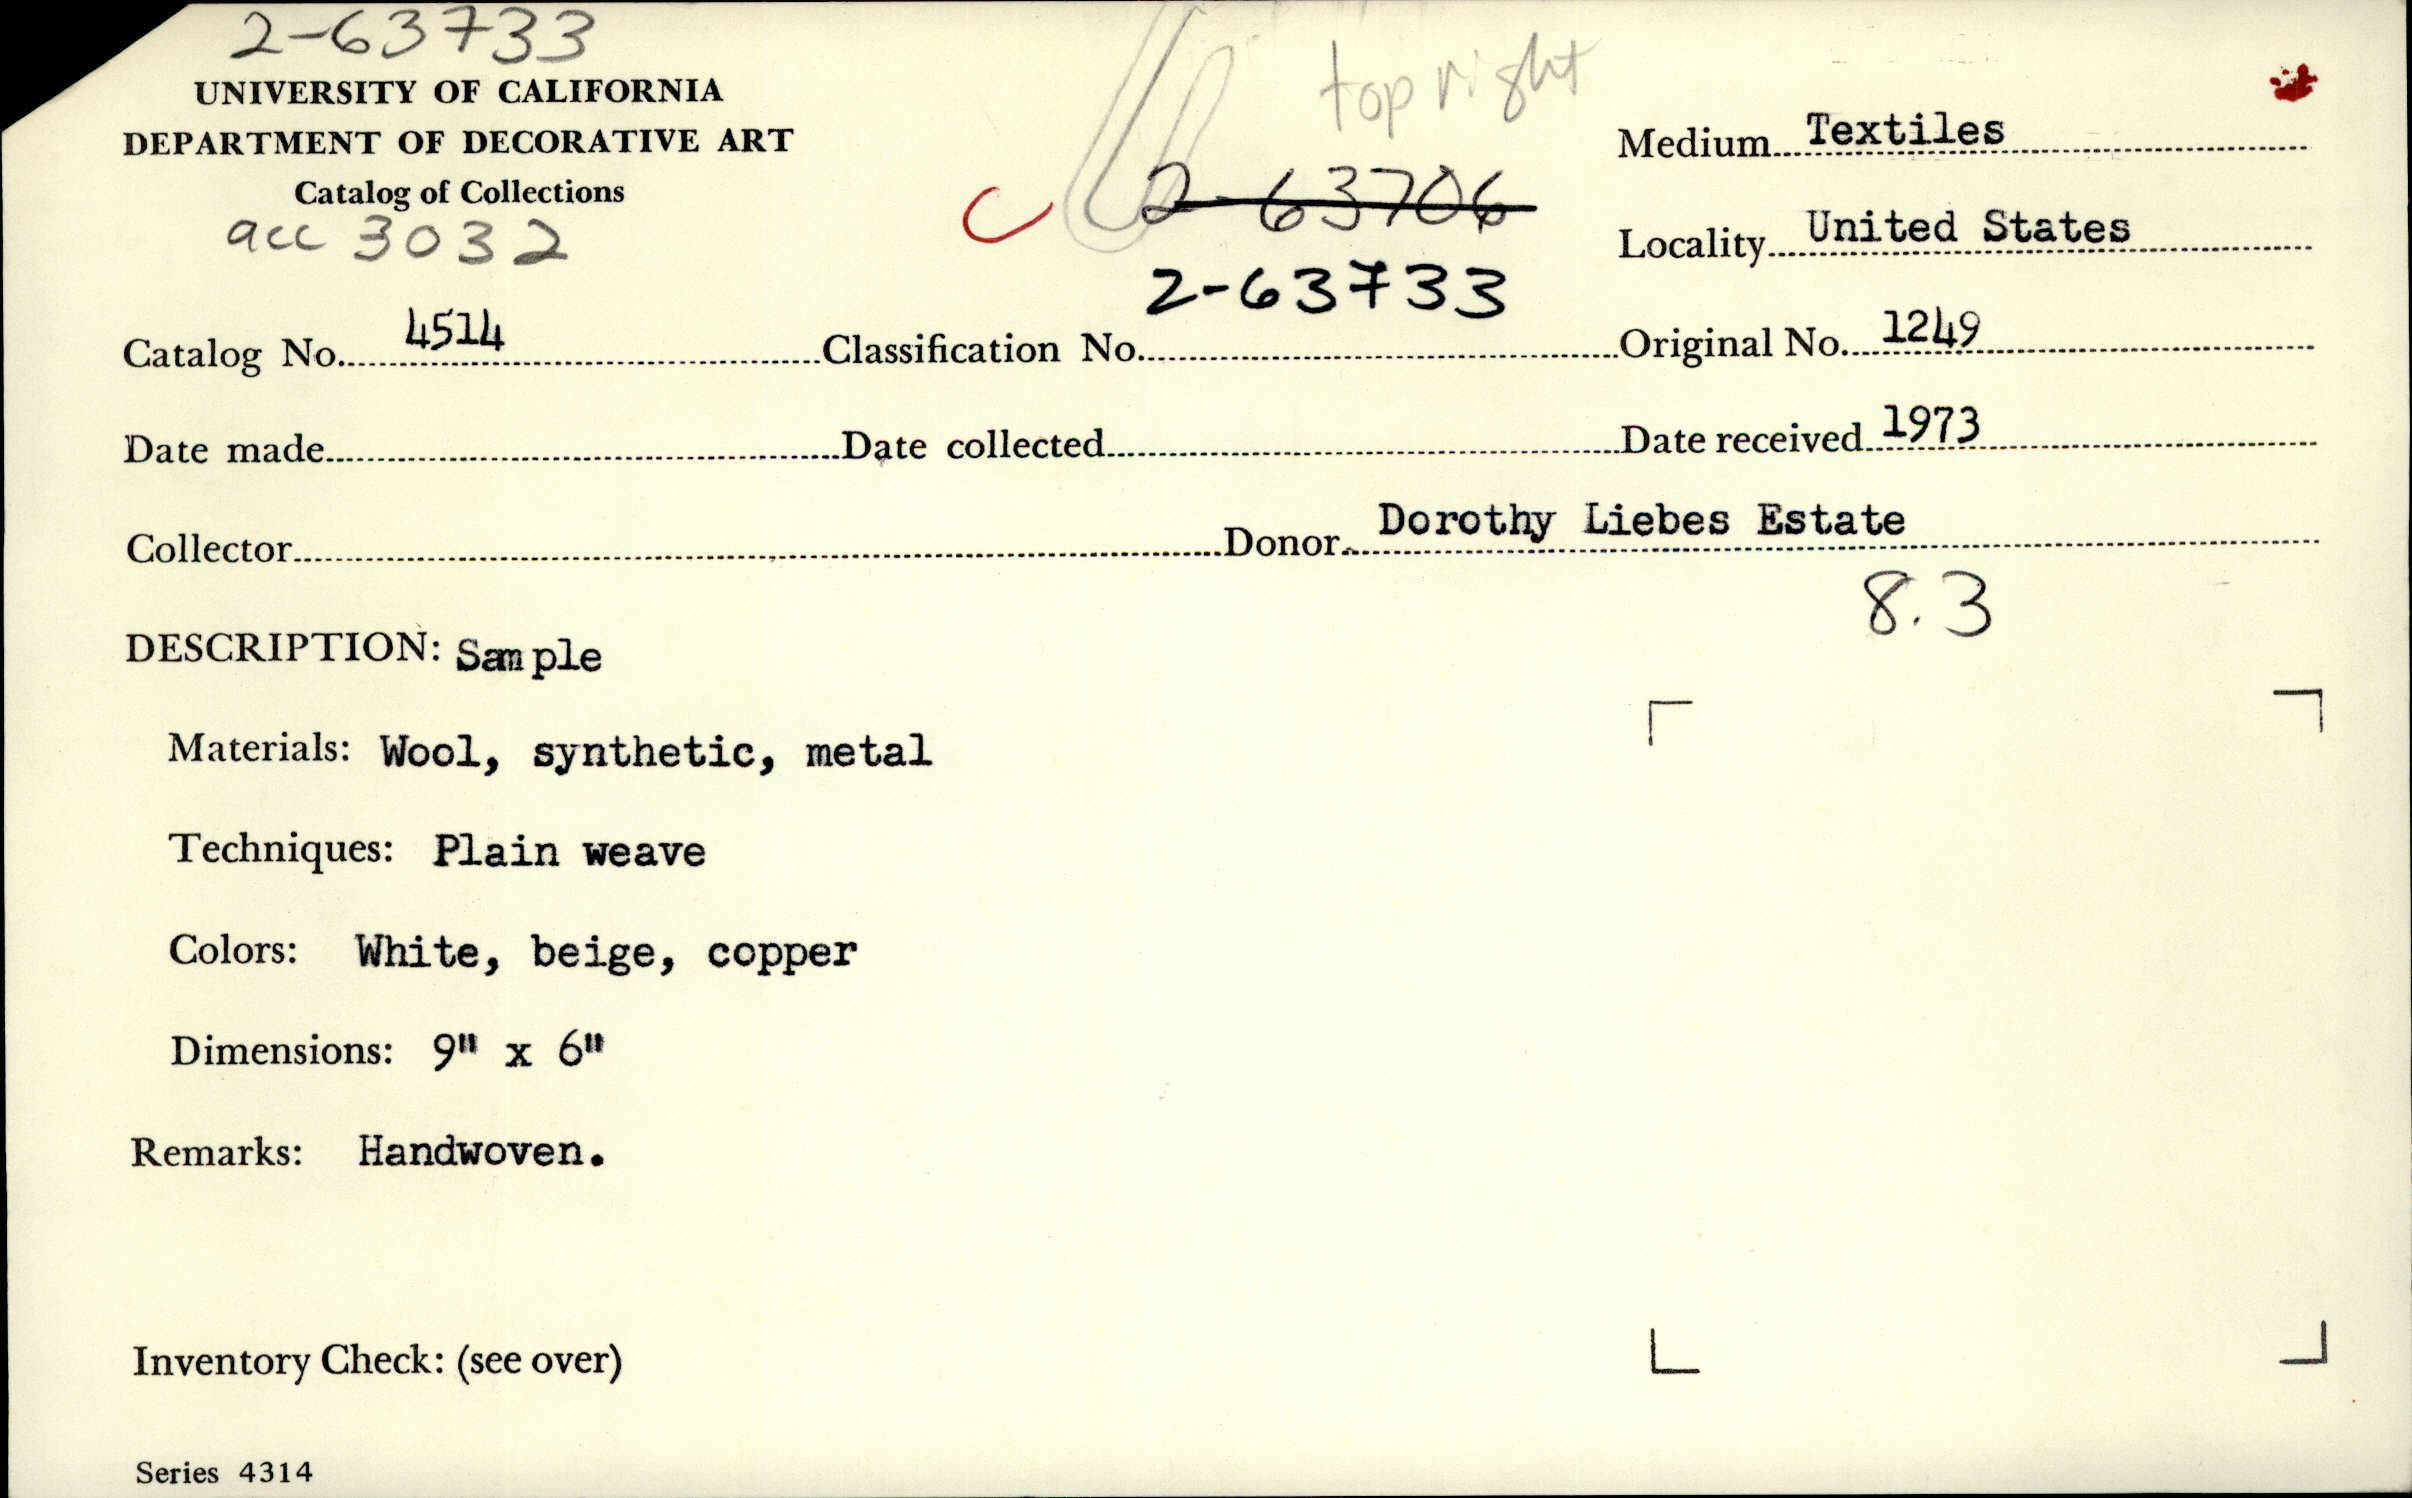 2-63733
UNIVERSITY OF CALIFORNIA
DEPARTMENT OF DECORATIVE ART
Catalog of Collections
acc 3032
top right
2-63706
2-63733
Medium Textiles
Locality United States
Catalog No. 4514 Classification No. Original No. 1249
Date made Date collected Date received 1973
Collector Donor Dorothy Liebes Estate
8.3
DESCRIPTION: Sample
Materials: Wool, synthetic, metal
Techniques: Plain weave
Colors: White, beige, copper
Dimensions: 9" x 6"
Remarks: Handwoven.
Inventory Check: (see over)
Series 4314